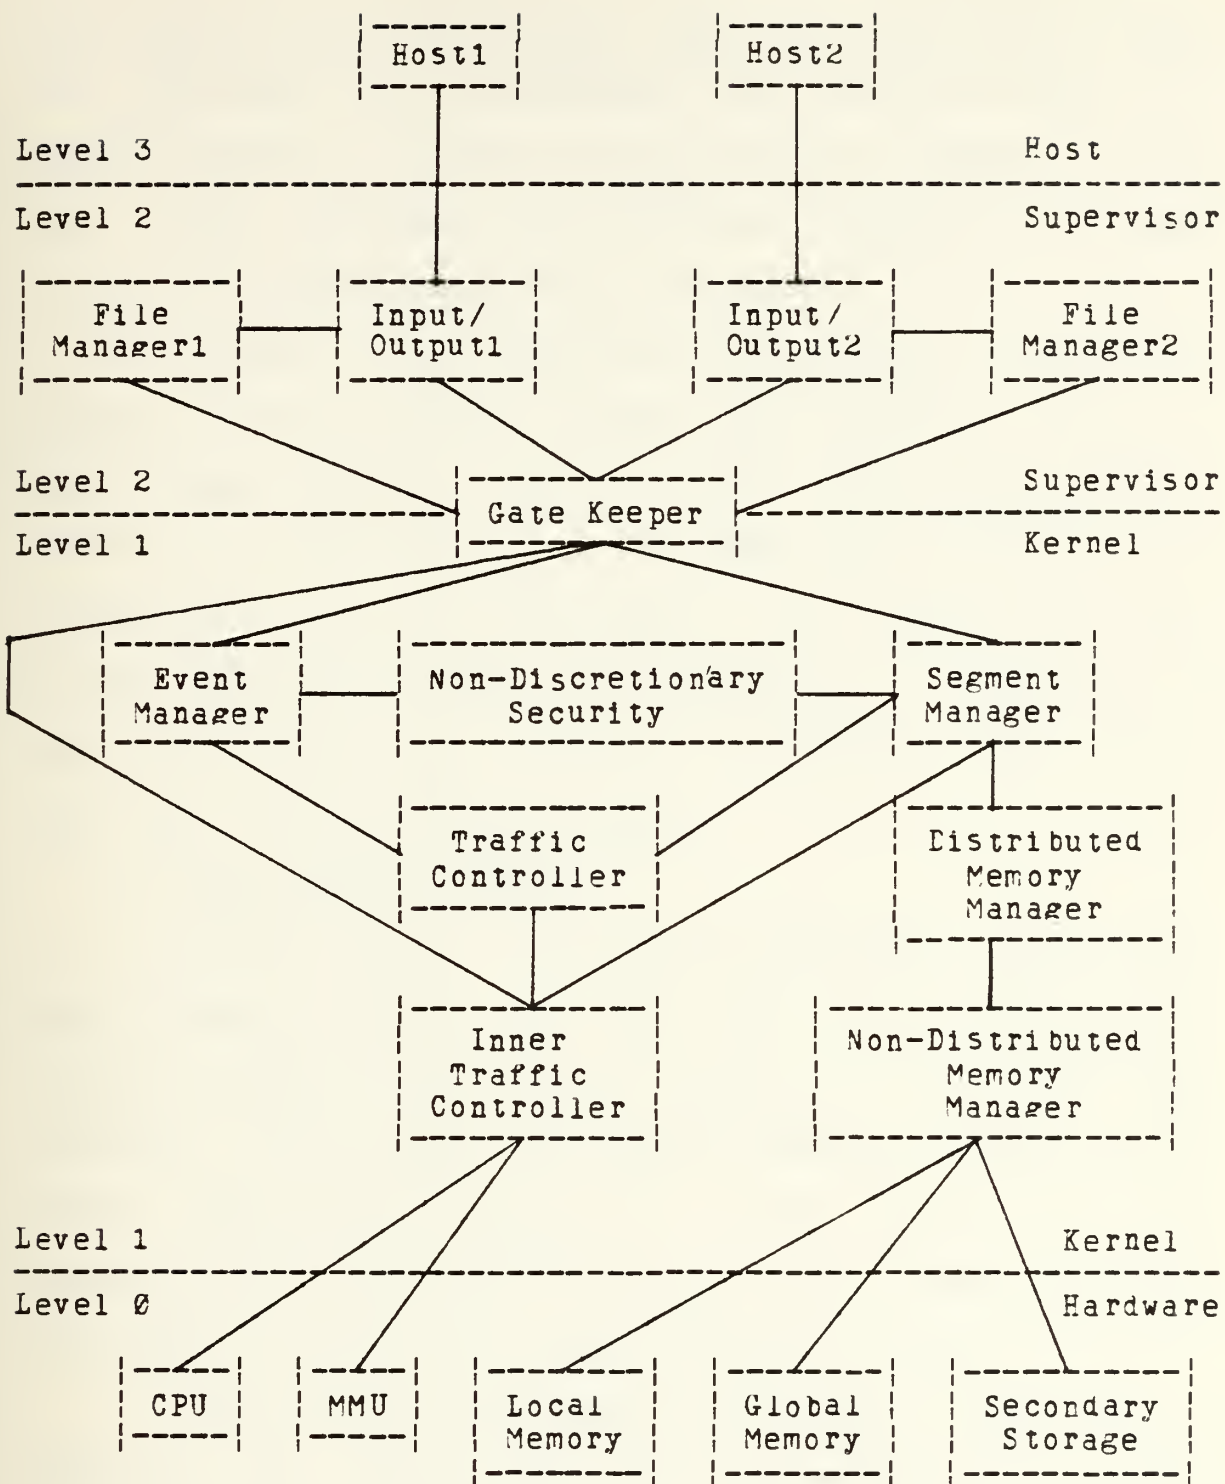 Host1 Host2
Level 3 Host
Level 2 Supervisor
File Manager1
Input/ Output1
Input/ Output2
File Manager2
Level 2 Supervisor
Gate Keeper
Level 1 Kernel
Event Manager
Non-Discretionary Security
Segment Manager
Traffic Controller
Distributed Memory Manager
Inner Traffic Controller
Non-Distributed Memory Manager
Level 1 Kernel
Level 0 Hardware
CPU
MMU
Local Memory
Global Memory
Secondary Storage